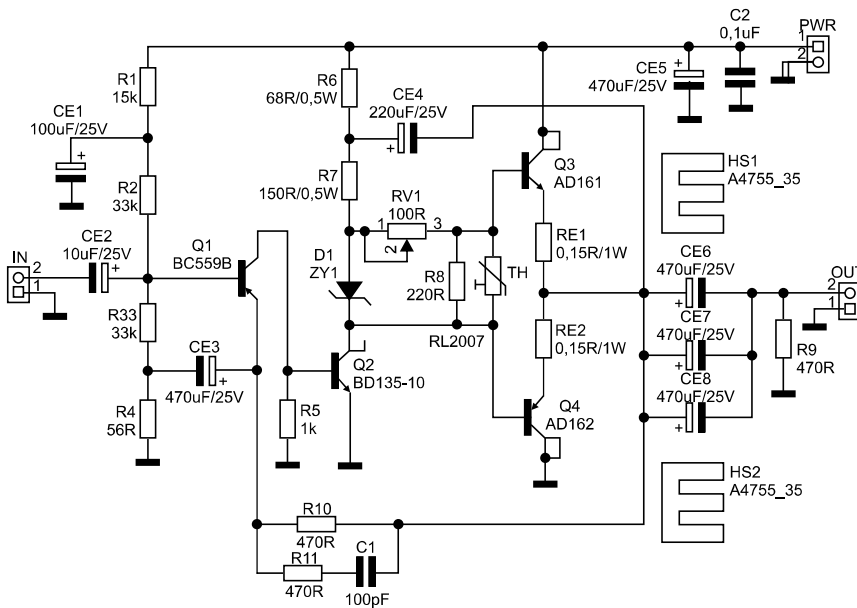 C2
0,1uF
PWR
1
2
CE5
470uF/25V
R1
15k
R6
68R/0,5W
CE4
220uF/25V
+
+
CE1
100uF/25V
+
R7
150R/0,5W
Q3
AD161
HS1
A4755_35
R2
33k
RV1
100R
1
3
2
IN
2
1
CE2
10uF/25V
+
Q1
BC559B
D1
ZY1
R8
220R
TH
RE1
0,15R/1W
CE6
470uF/25V
+
OUT
2
1
R33
33k
RL2007
CE7
470uF/25V
+
RE2
0,15R/1W
R9
470R
CE3
470uF/25V
+
Q2
BD135-10
CE8
470uF/25V
+
R4
56R
R5
1k
Q4
AD162
HS2
A4755_35
R10
470R
R11
470R
C1
100pF